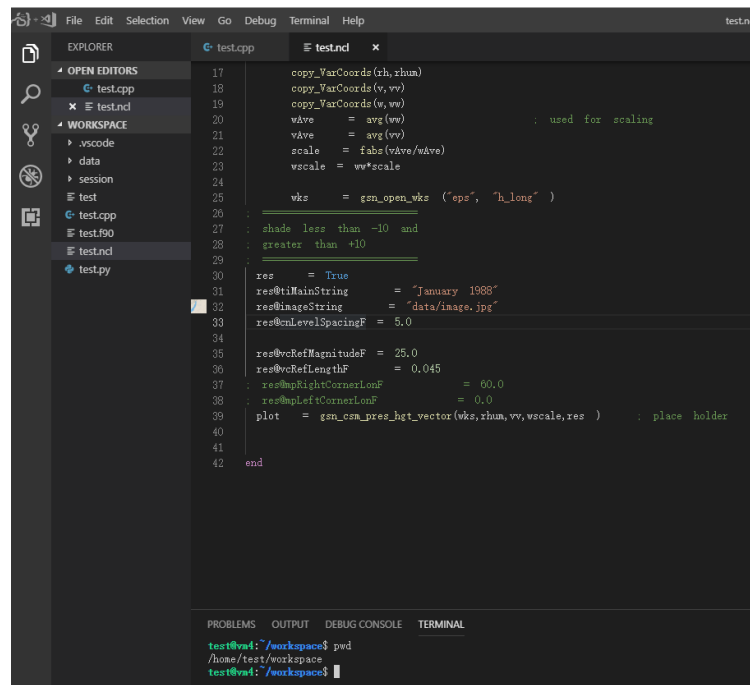 File Edit Selection View Go Debug Terminal Help
test.n
EXPLORER
OPEN EDITORS
test.cpp
test.ncl
WORKSPACE
.vscode
data
session
test
test.cpp
test.f90
test.ncl
test.py
test.cpp
test.ncl
17 copy_VarCoords(rh,rhum)
18 copy_VarCoords(v,vv)
19 copy_VarCoords(w,ww)
20 wAve = avg(ww) ; used for scaling
21 vAve = avg(vv)
22 scale = fabs(vAve/wAve)
23 wscale = ww*scale
24
25 wks = gsn_open_wks ("eps", "h_long" )
26 ; ==========================
27 ; shade less than -10 and
28 ; greater than +10
29 ; ==========================
30 res = True
31 res@tiMainString = "January 1988"
32 res@imageString = "data/image.jpg"
33 res@cnLevelSpacingF = 5.0
34
35 res@vcRefMagnitudeF = 25.0
36 res@vcRefLengthF = 0.045
37 ; res@mpRightCornerLonF = 60.0
38 ; res@mpLeftCornerLonF = 0.0
39 plot = gsn_csm_pres_hgt_vector(wks,rhum,vv,wscale,res ) ; place holder
40
41
42 end
PROBLEMS OUTPUT DEBUG CONSOLE TERMINAL
test@vm4:~/workspace$ pwd
/home/test/workspace
test@vm4:~/workspace$